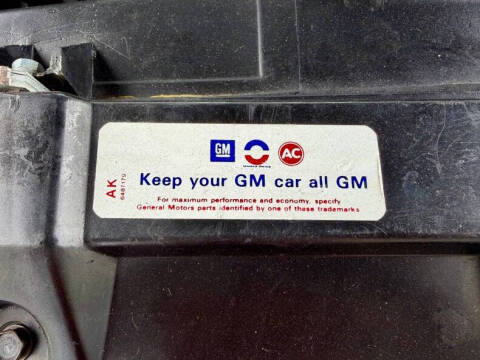 GM AC
Keep your GM car all GM
For maximum performance and economy, specify
General Motors parts identified by one of these trademarks
AK